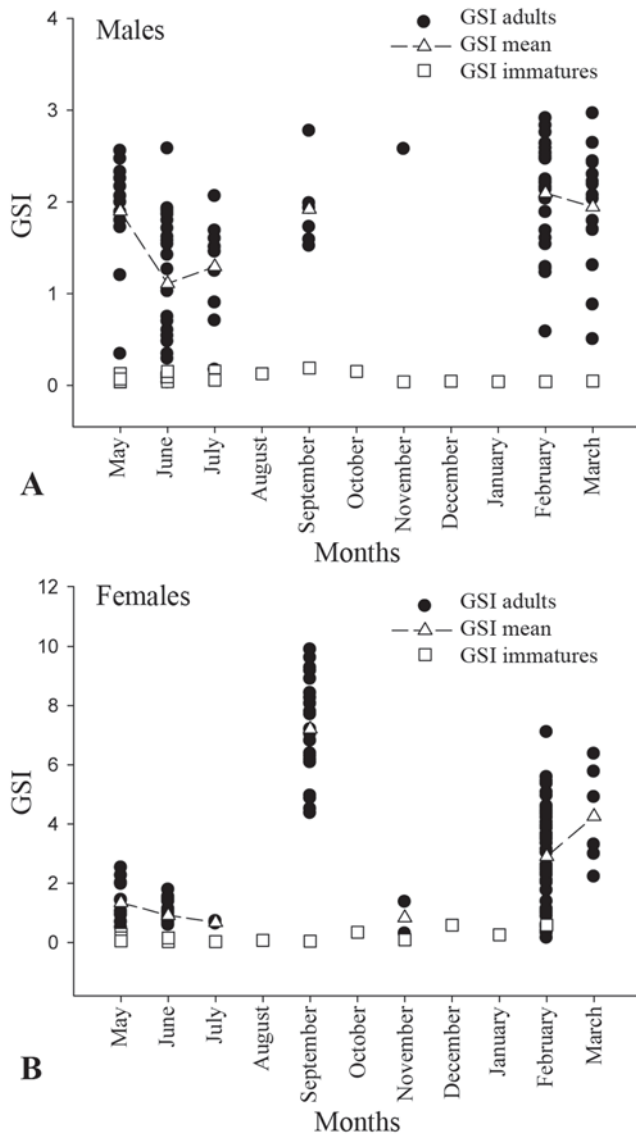 Males
GSI adults
GSI mean
GSI immatures
4
3
2
1
0
GSI
May
June
July
August
September
October
November
December
January
February
March
A
Months
Females
GSI adults
GSI mean
GSI immatures
12
10
8
6
4
2
0
GSI
May
June
July
August
September
October
November
December
January
February
March
B
Months